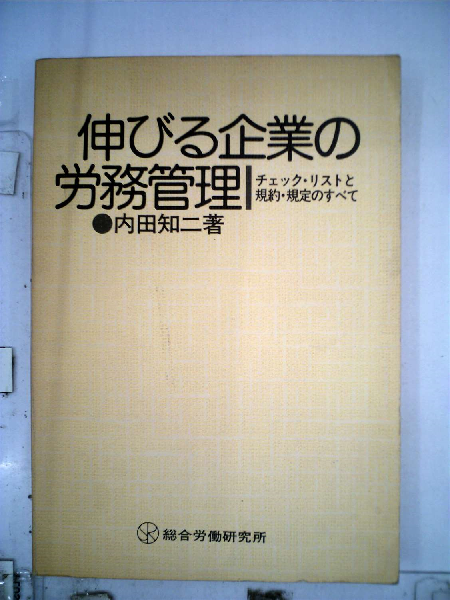 伸びる企業の
労務管理
チェック・リストと
規約・規定のすべて
●内田知二著
総合労働研究所